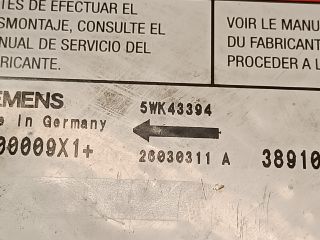 TES DE EFECTUAR EL
SMONTAJE, CONSULTE EL
NUAL DE SERVICIO DEL
RICANTE.
VOIR LE MANU
DU FABRICANT
PROCEDER A L
EMENS
5WK43394
e in Germany
00009X1+
26030311 A
38910